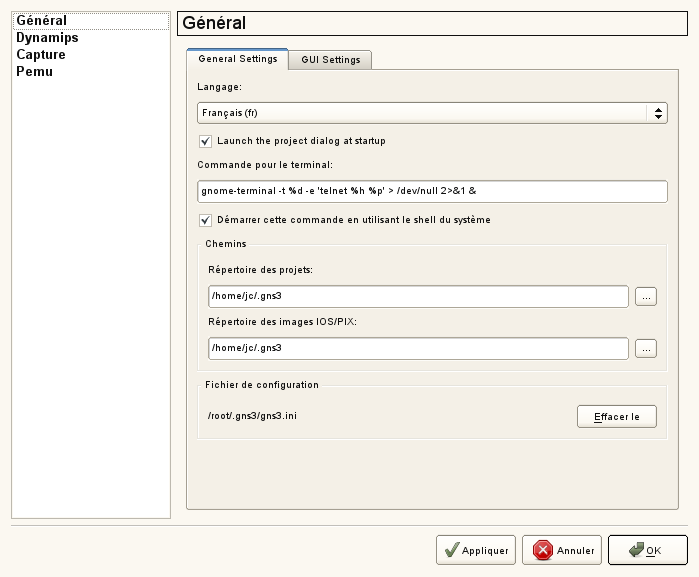 Général
Dynamips
Capture
Pemu
Général
General Settings
GUI Settings
Langage:
Français (fr)
Launch the project dialog at startup
Commande pour le terminal:
gnome-terminal -t %d -e 'telnet %h %p' > /dev/null 2>&1 &
Démarrer cette commande en utilisant le shell du système
Chemins
Répertoire des projets:
/home/jc/.gns3
...
Répertoire des images IOS/PIX:
/home/jc/.gns3
...
Fichier de configuration
/root/.gns3/gns3.ini
Effacer le
Appliquer
Annuler
OK